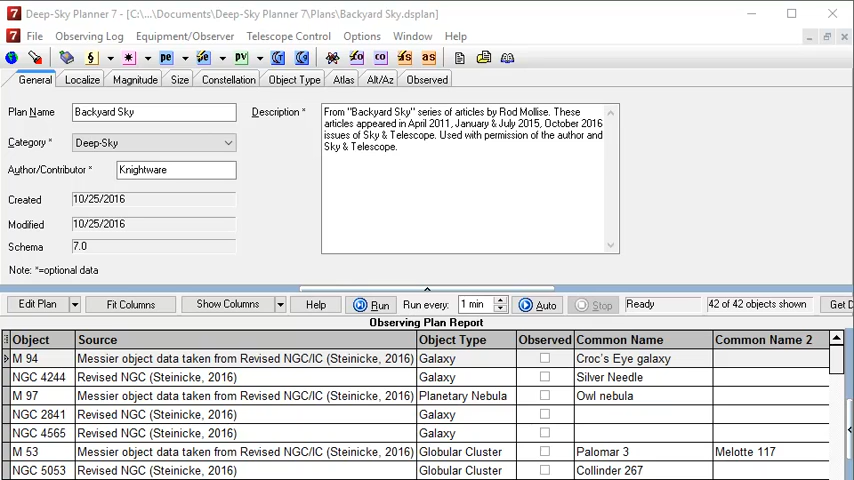 Deep-Sky Planner 7 - [C:\...\Documents\Deep-Sky Planner 7\Plans\Backyard Sky.dsplan]
File Observing Log Equipment/Observer Telescope Control Options Window Help
General Localize Magnitude Size Constellation Object Type Atlas Alt/Az Observed
Plan Name Backyard Sky
Description * From "Backyard Sky" series of articles by Rod Mollise. These
articles appeared in April 2011, January & July 2015, October 2016
issues of Sky & Telescope. Used with permission of the author and
Sky & Telescope.
Category * Deep-Sky
Author/Contributor * Knightware
Created 10/25/2016
Modified 10/25/2016
Schema 7.0
Note: *=optional data
Edit Plan Fit Columns Show Columns Help Run Run every: 1 min Auto Stop Ready 42 of 42 objects shown Get D
Observing Plan Report
Object Source Object Type Observed Common Name Common Name 2
M 94 Messier object data taken from Revised NGC/IC (Steinicke, 2016) Galaxy Croc's Eye galaxy
NGC 4244 Revised NGC (Steinicke, 2016) Galaxy Silver Needle
M 97 Messier object data taken from Revised NGC/IC (Steinicke, 2016) Planetary Nebula Owl nebula
NGC 2841 Revised NGC (Steinicke, 2016) Galaxy
NGC 4565 Revised NGC (Steinicke, 2016) Galaxy
M 53 Messier object data taken from Revised NGC/IC (Steinicke, 2016) Globular Cluster Palomar 3 Melotte 117
NGC 5053 Revised NGC (Steinicke, 2016) Globular Cluster Collinder 267